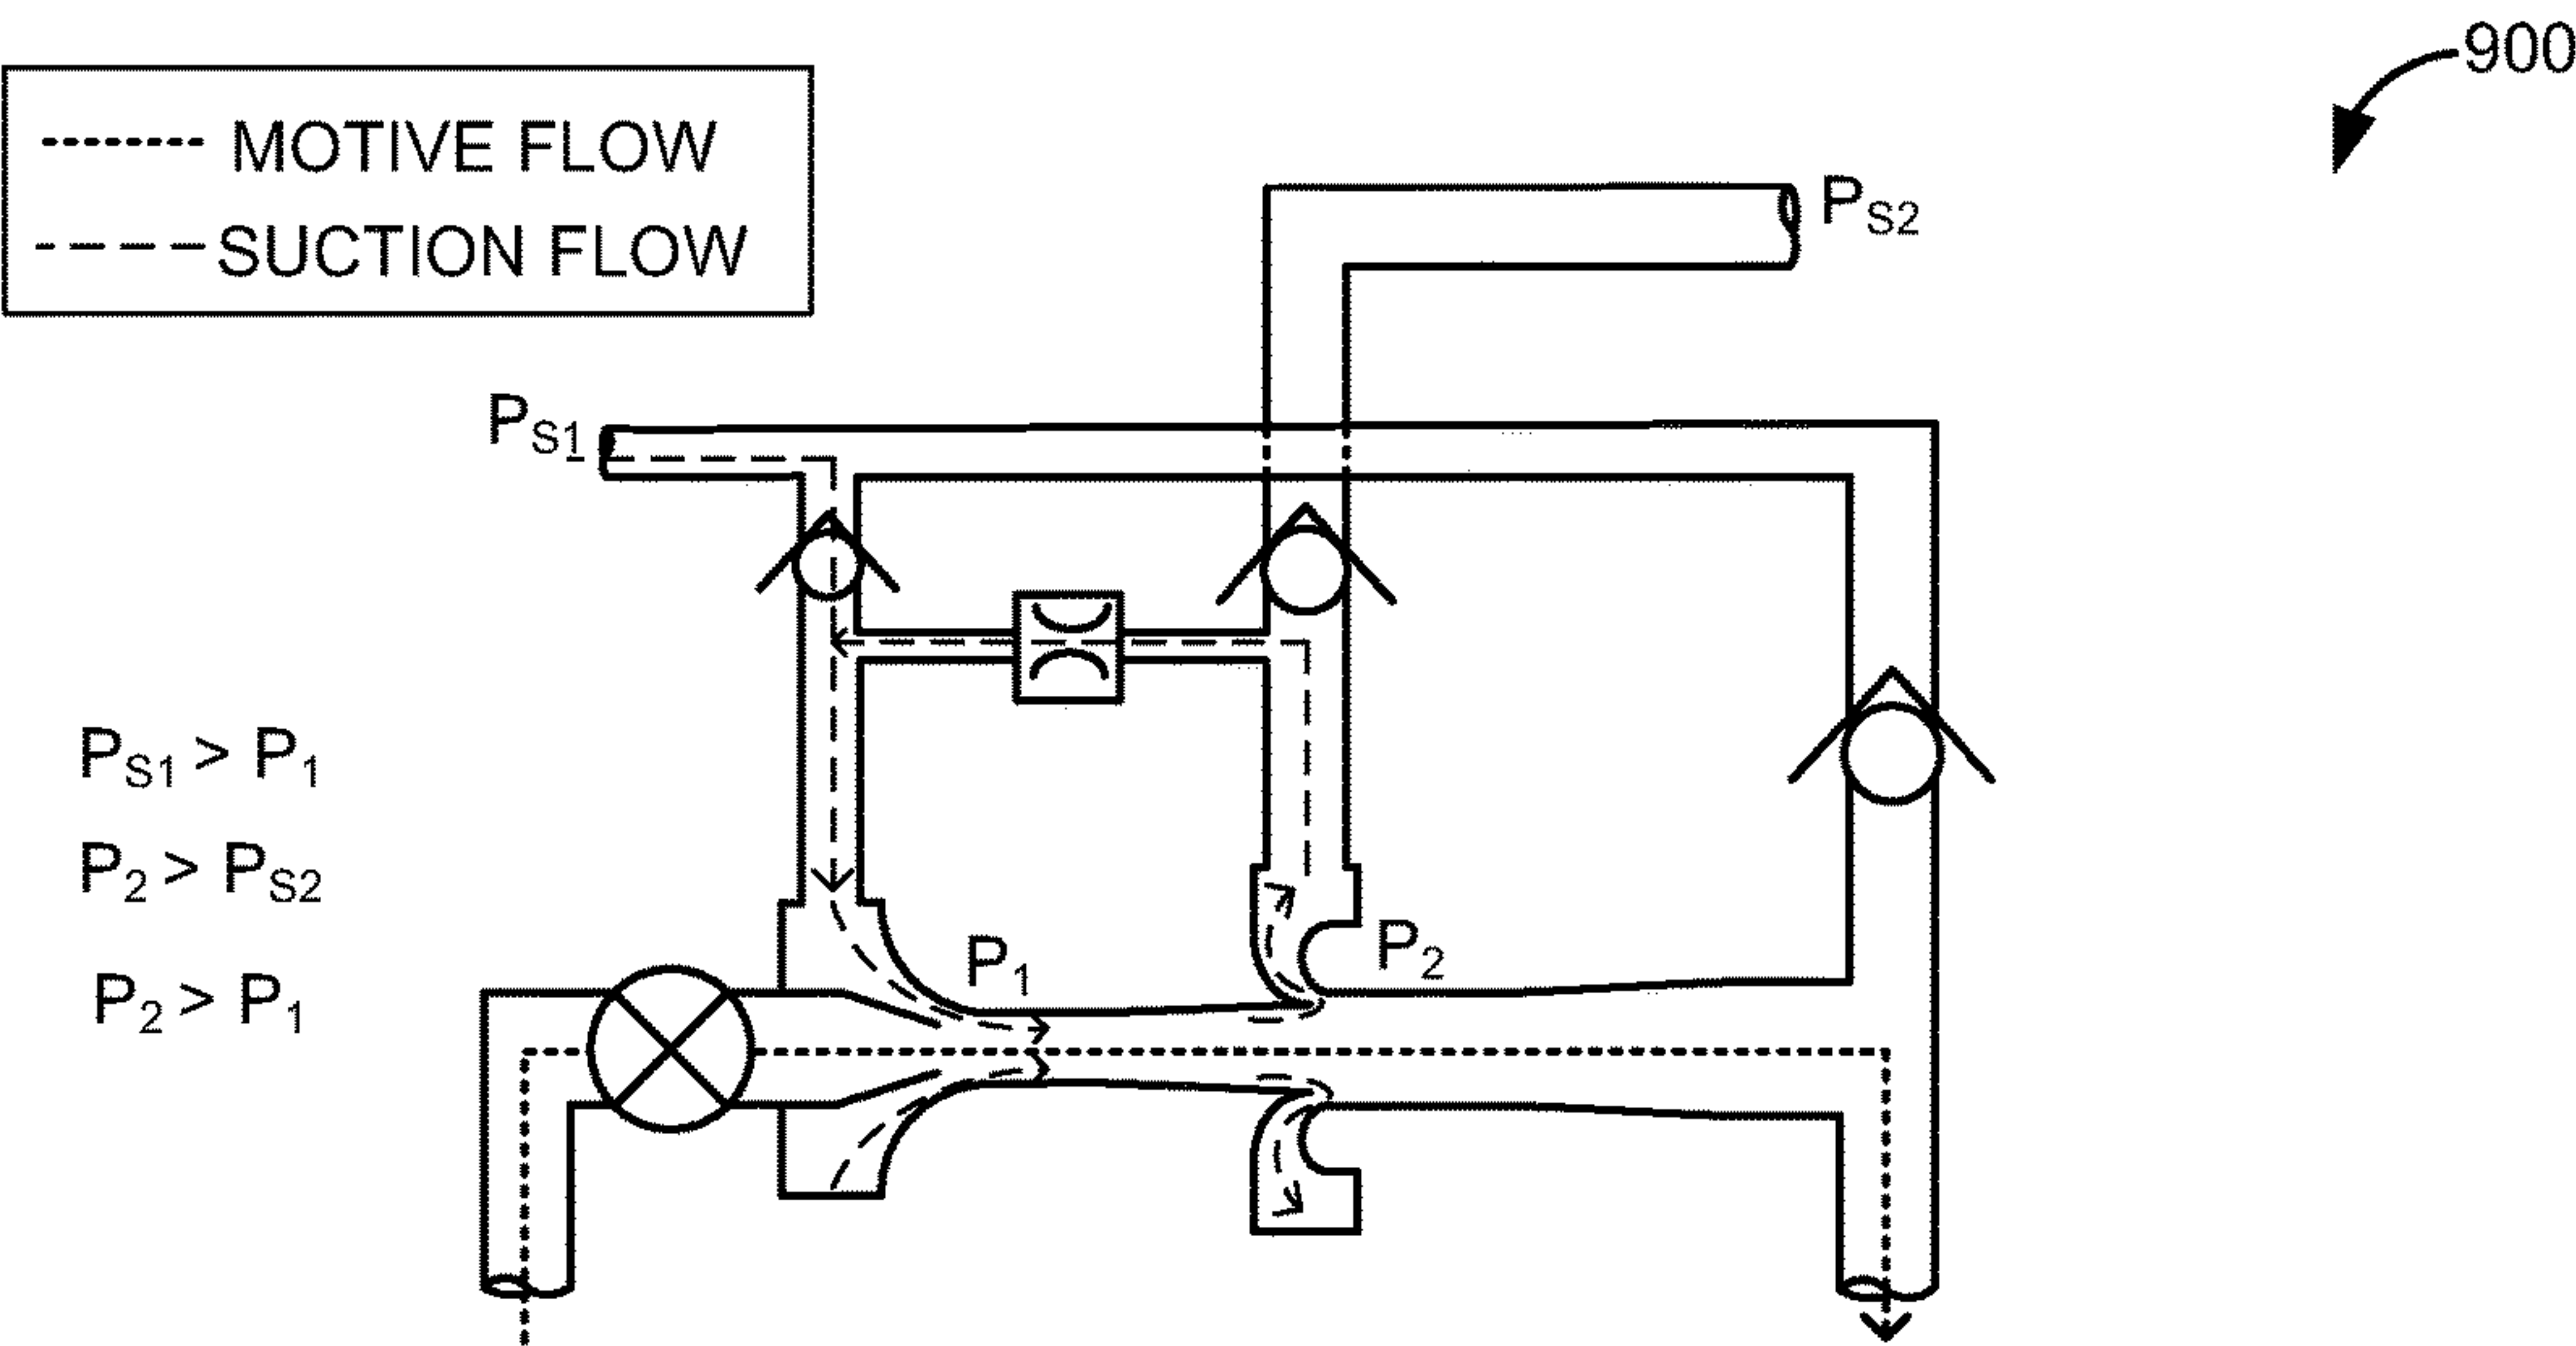 900
MOTIVE FLOW
SUCTION FLOW
PS2
PS1
PS1 > P1
P2 > PS2
P2 > P1
P1
P2